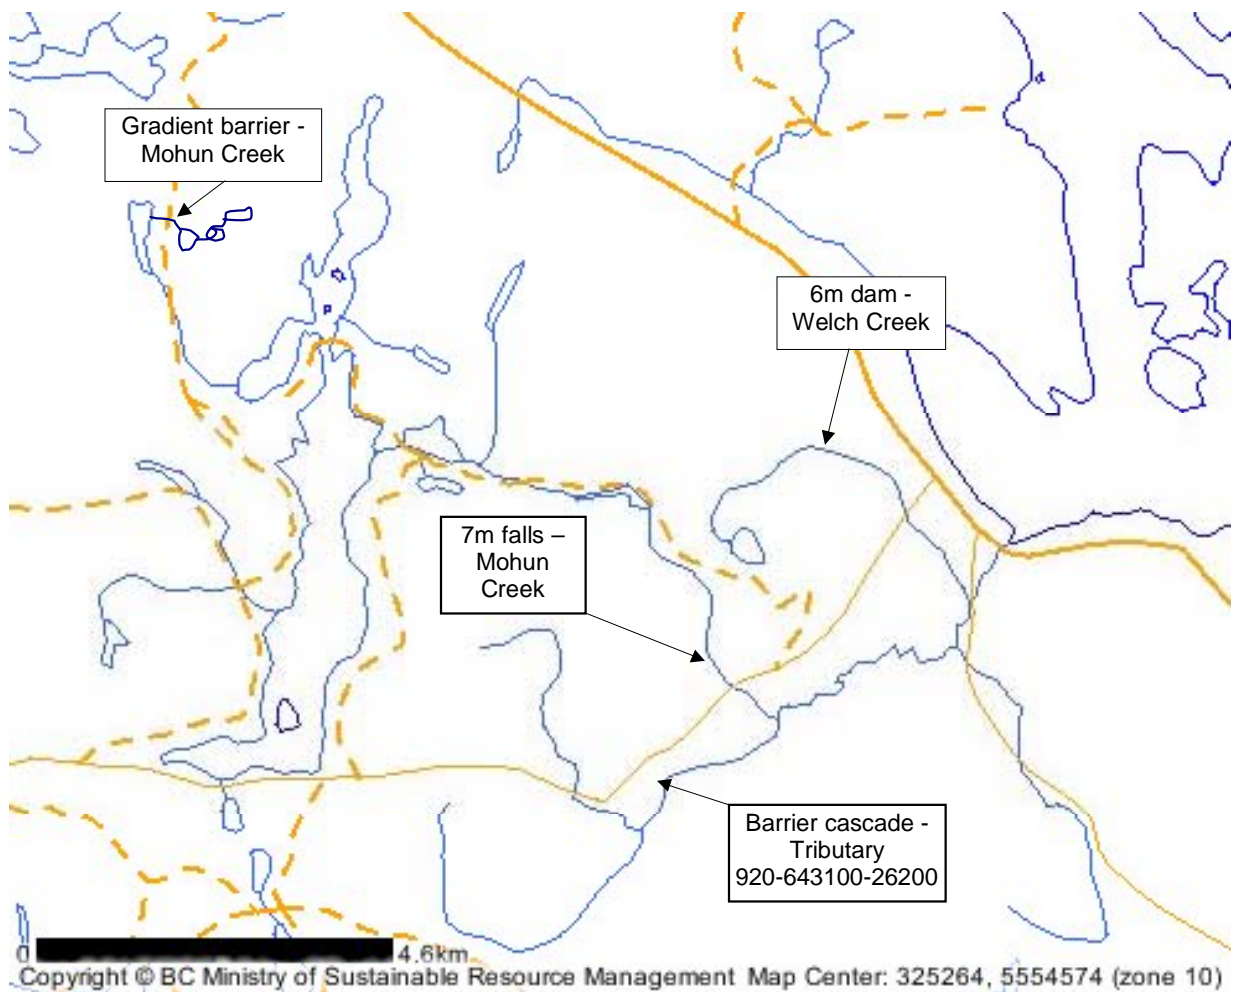 Gradient barrier -
Mohun Creek
6m dam -
Welch Creek
7m falls –
Mohun
Creek
Barrier cascade -
Tributary
920-643100-26200
0 4.6km
Copyright © BC Ministry of Sustainable Resource Management Map Center: 325264, 5554574 (zone 10)